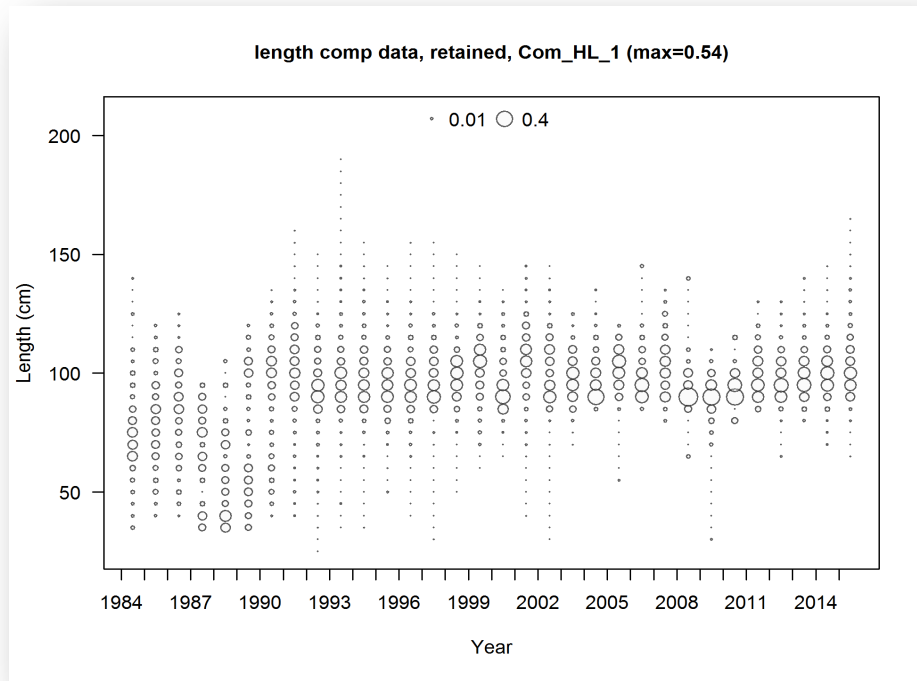 length comp data, retained, Com_HL_1 (max=0.54)
0.01 0.4
200
150
100
50
Length (cm)
1984 1987 1990 1993 1996 1999 2002 2005 2008 2011 2014
Year